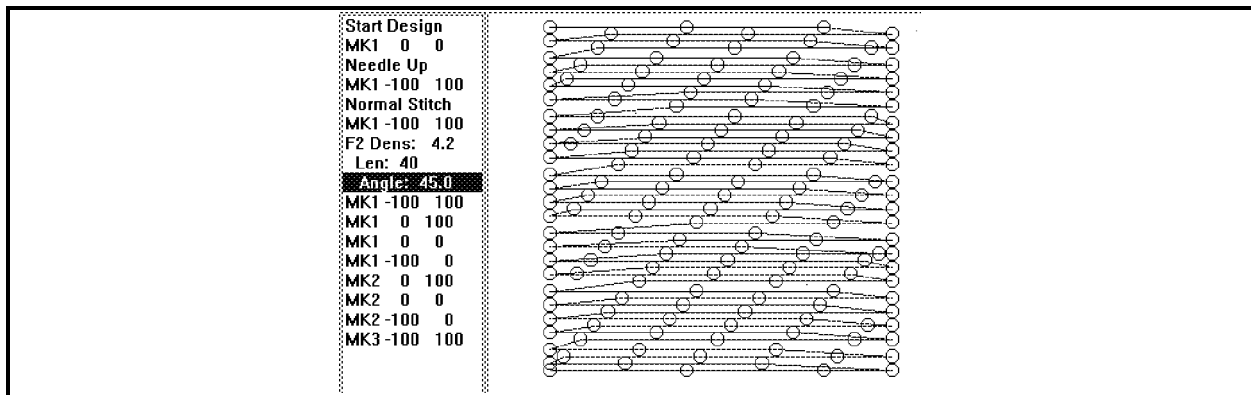 Start Design
MK1 0 0
Needle Up
MK1 -100 100
Normal Stitch
MK1 -100 100
F2 Dens: 4.2
Len: 40
Angle: 45.0
MK1 -100 100
MK1 0 100
MK1 0 0
MK1 -100 0
MK2 0 100
MK2 0 0
MK2 -100 0
MK3 -100 100